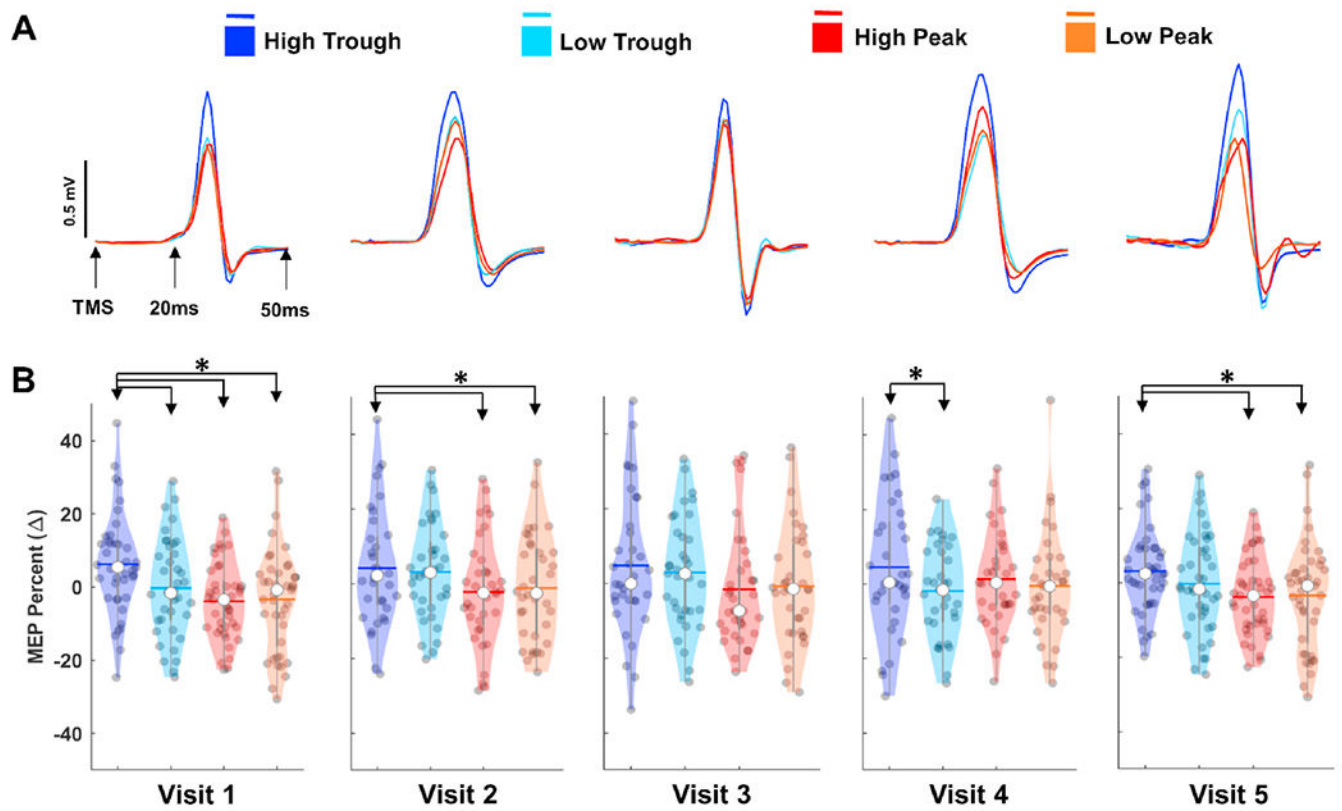 A
High Trough
Low Trough
High Peak
Low Peak
0.5 mV
TMS
20ms
50ms
B
*
*
*
*
MEP Percent (Δ)
40
20
0
-20
-40
Visit 1
Visit 2
Visit 3
Visit 4
Visit 5